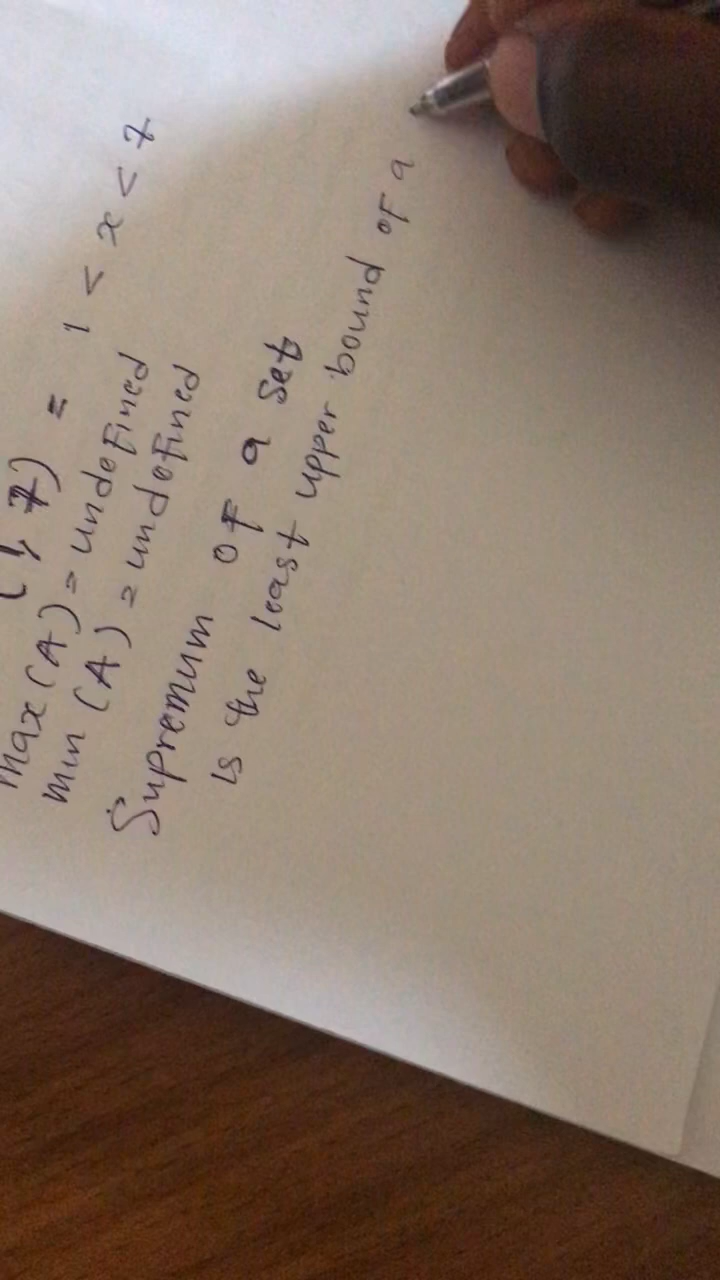 (1, 7) = 1 < x < 7
max (A) = undefined
min (A) = undefined
Supremum of a set
is the least upper bound of a